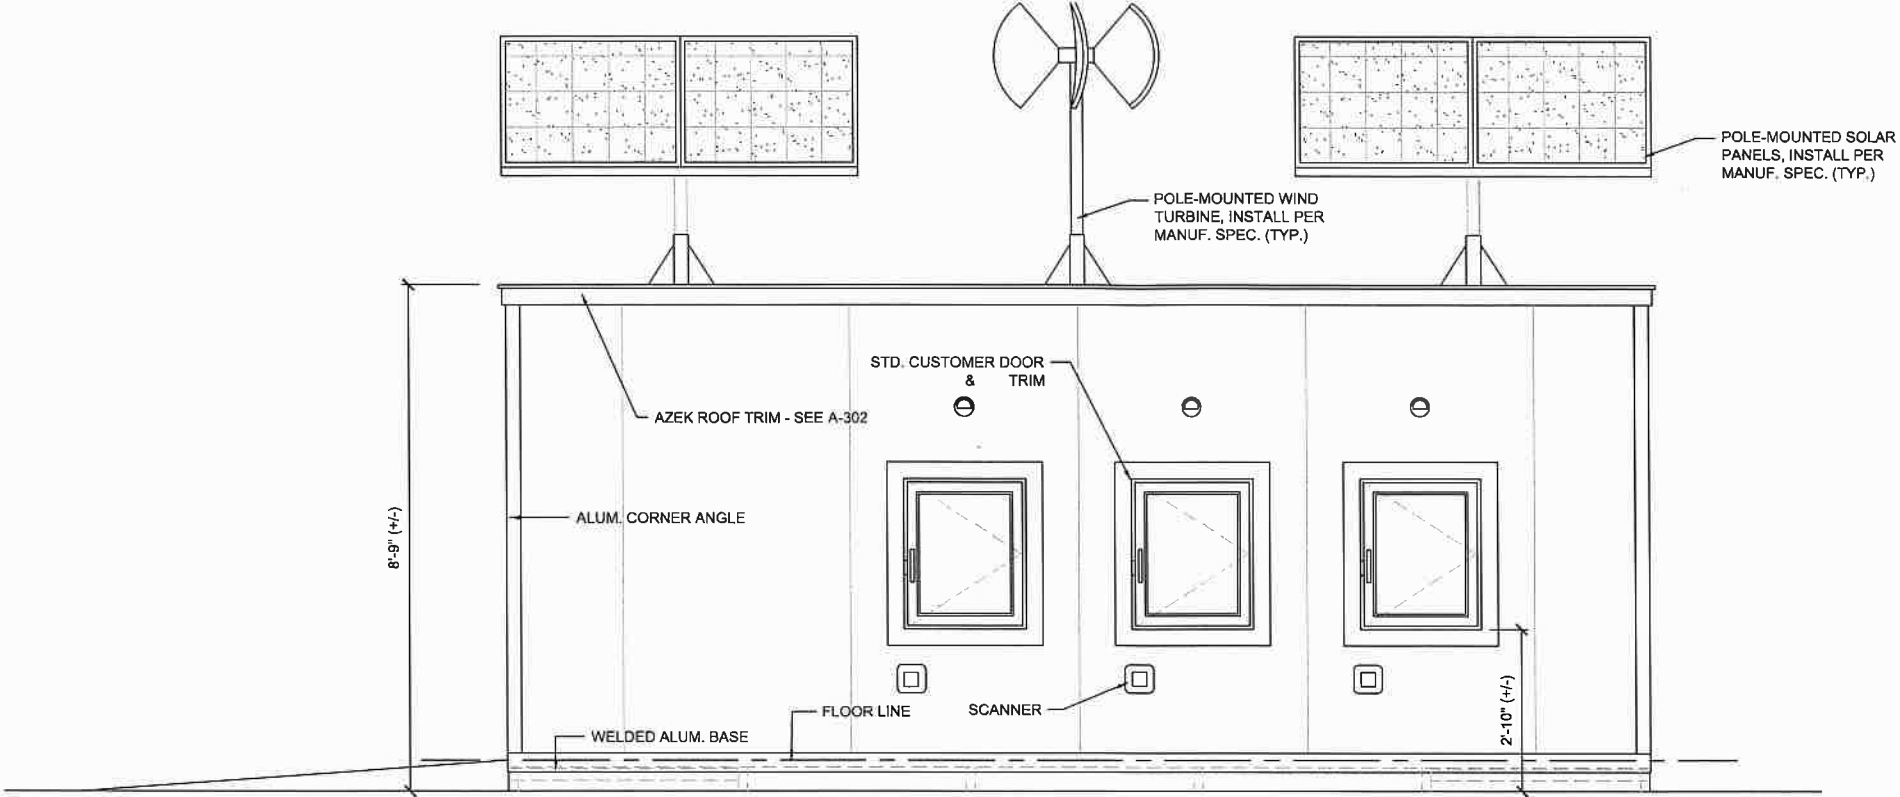 POLE-MOUNTED SOLAR
PANELS, INSTALL PER
MANUF. SPEC. (TYP.)
POLE-MOUNTED WIND
TURBINE, INSTALL PER
MANUF. SPEC. (TYP.)
STD. CUSTOMER DOOR
& TRIM
AZEK ROOF TRIM - SEE A-302
ALUM. CORNER ANGLE
8'-9" (+/-)
2'-10" (+/-)
FLOOR LINE
SCANNER
WELDED ALUM. BASE